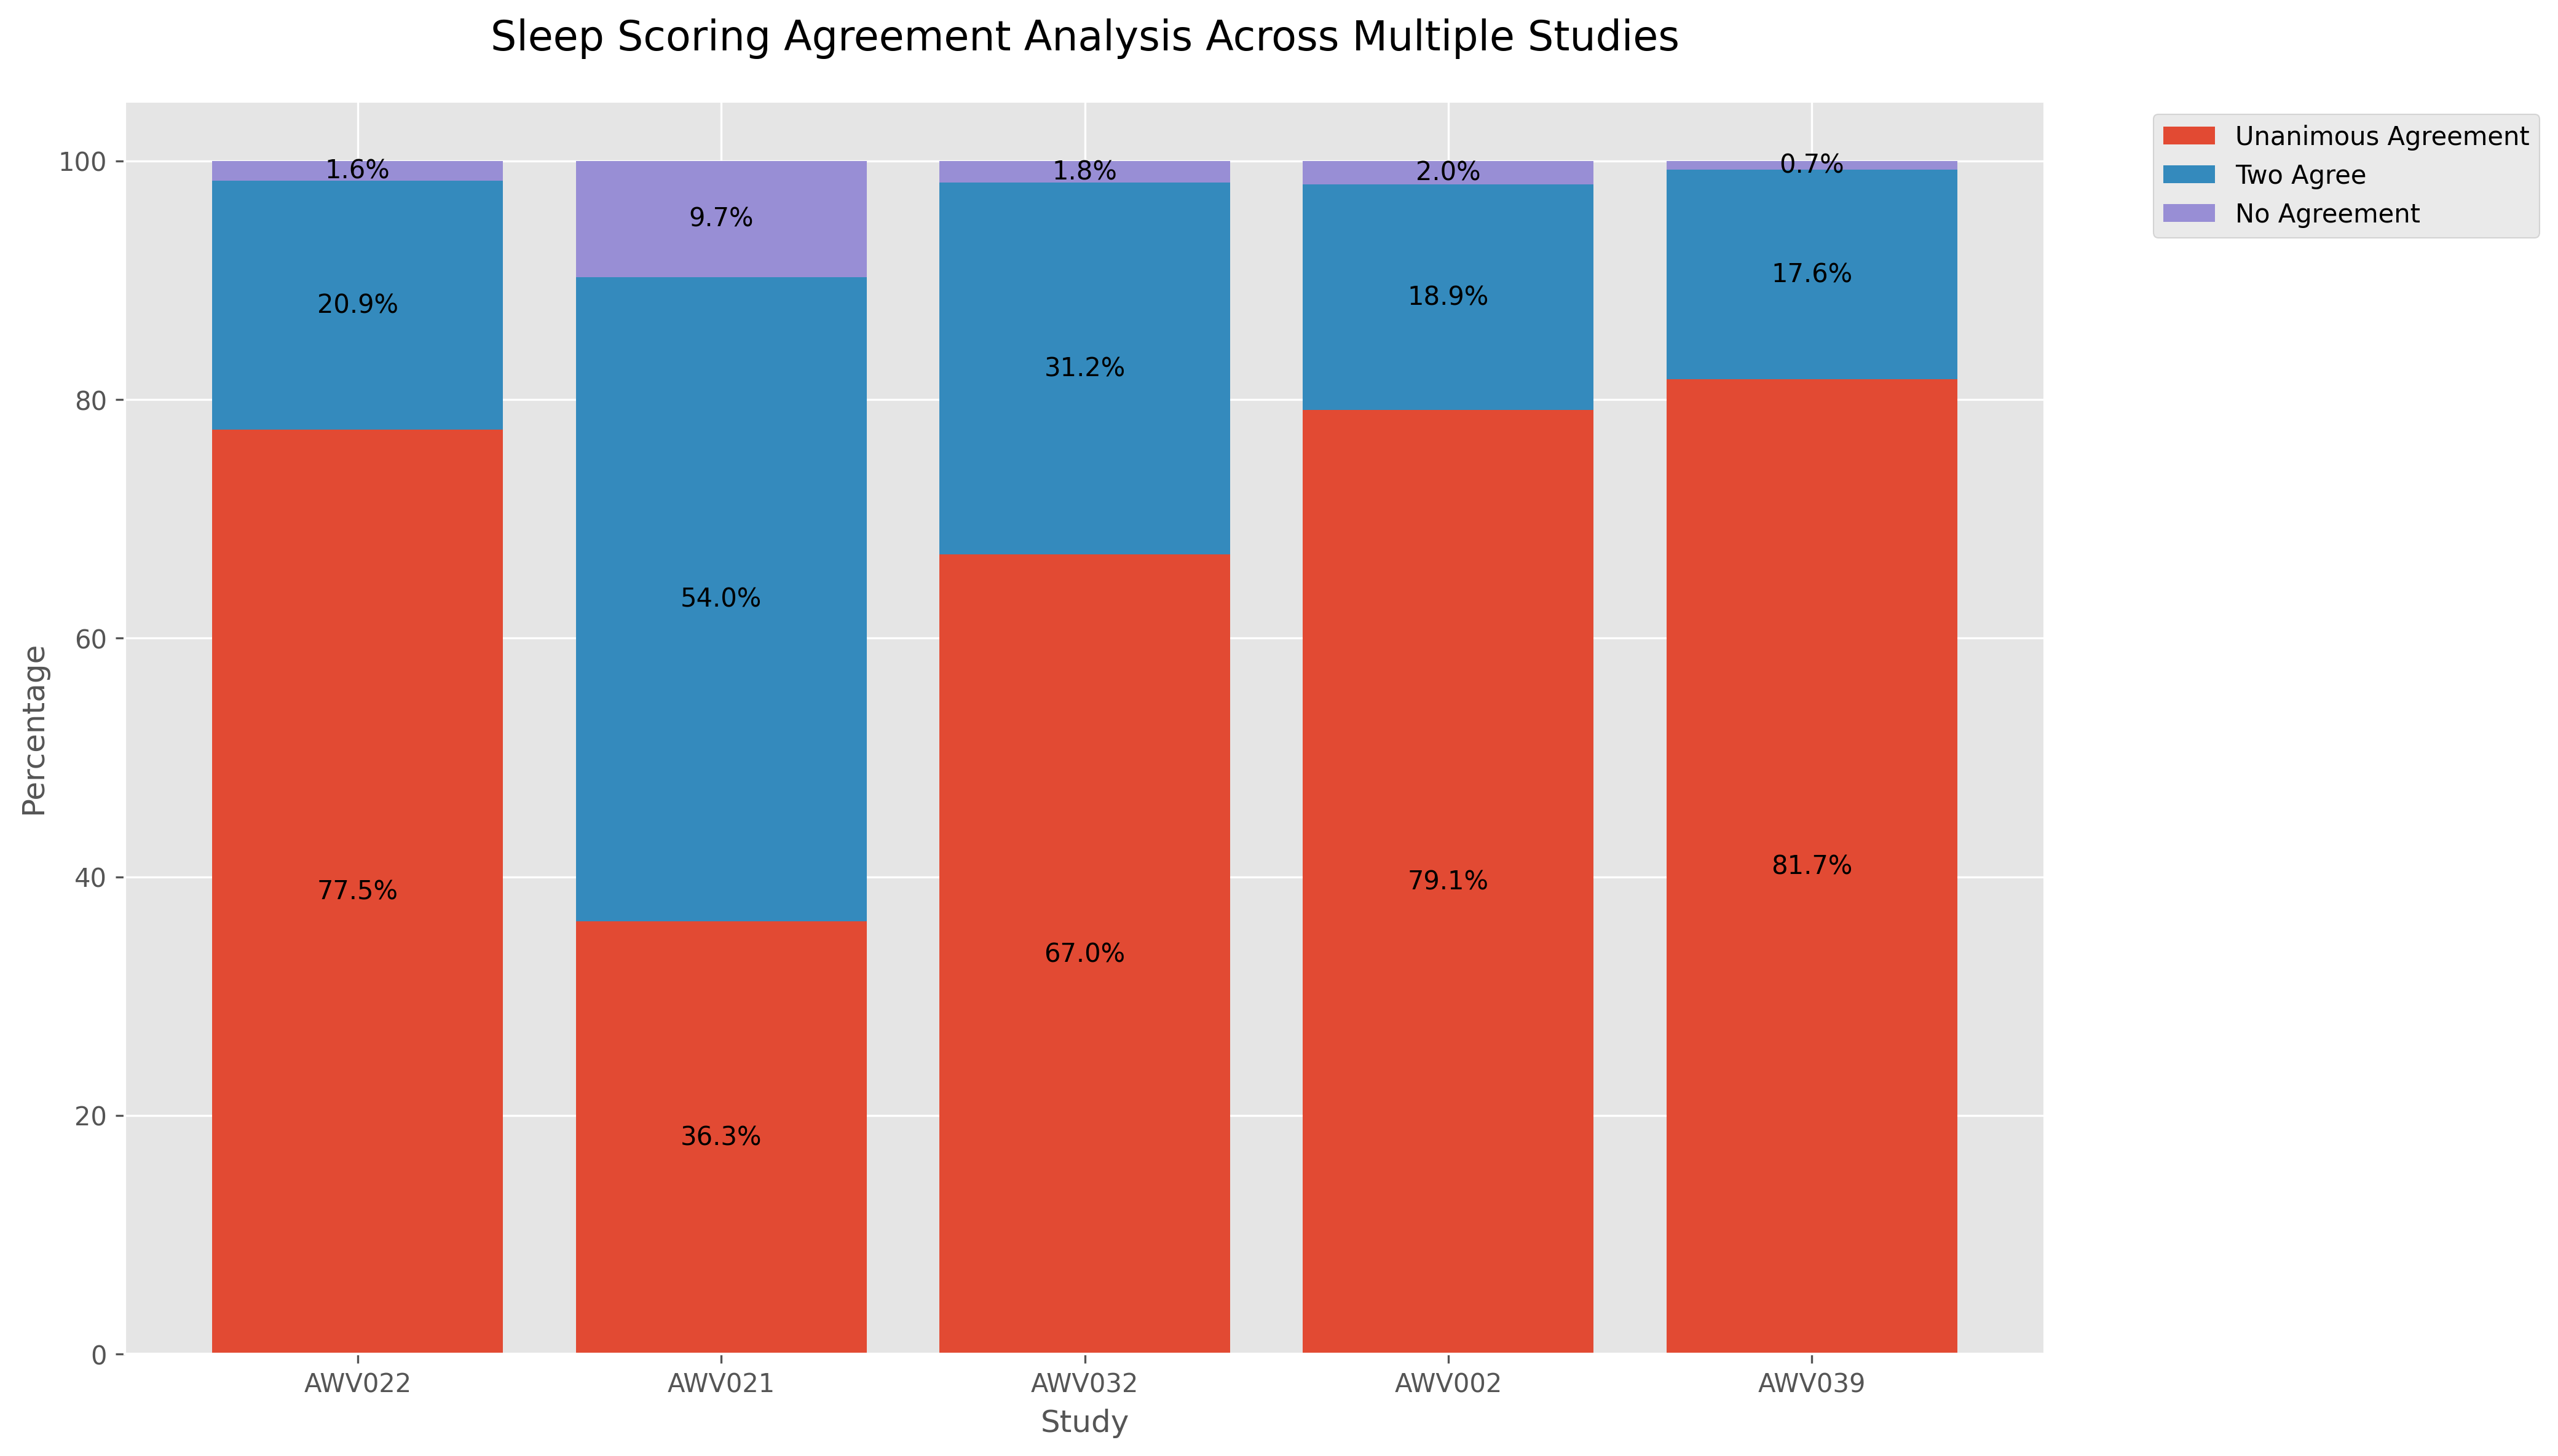 Sleep Scoring Agreement Analysis Across Multiple Studies
Unanimous Agreement
Two Agree
No Agreement
Percentage
100
80
60
40
20
0
1.6% 9.7% 1.8% 2.0% 0.7%
20.9% 54.0% 31.2% 18.9% 17.6%
77.5% 36.3% 67.0% 79.1% 81.7%
AWV022 AWV021 AWV032 AWV002 AWV039
Study